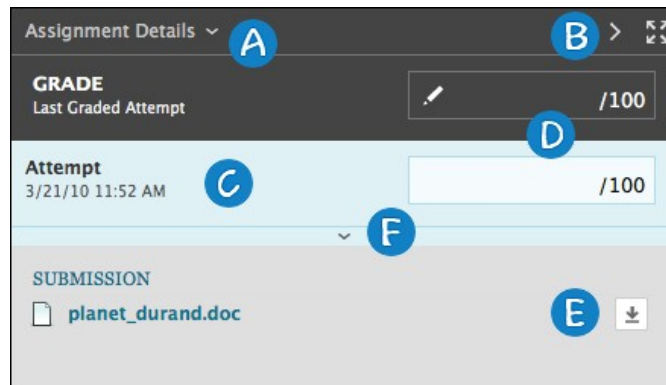 Assignment Details A B
GRADE
Last Graded Attempt
/100
D
Attempt
3/21/10 11:52 AM
C
/100
F
SUBMISSION
planet_durand.doc E